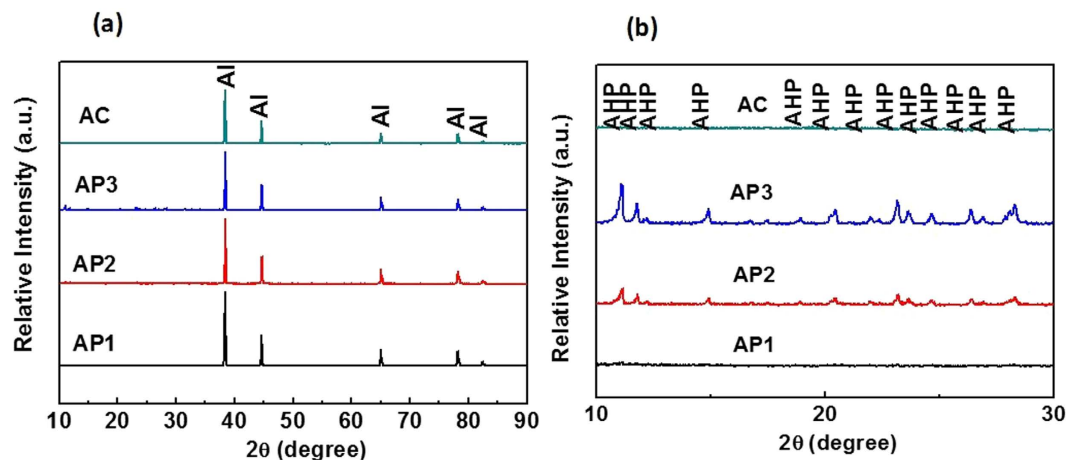 (a)
Al
Al
Al
Al
Al
AC
AP3
AP2
AP1
Relative Intensity (a.u.)
10 20 30 40 50 60 70 80 90
2θ (degree)
(b)
AHP
AHP
AHP
AHP
AHP
AHP
AHP
AHP
AHP
AHP
AHP
AHP
AHP
AC
AP3
AP2
AP1
Relative Intensity (a.u.)
10 20 30
2θ (degree)